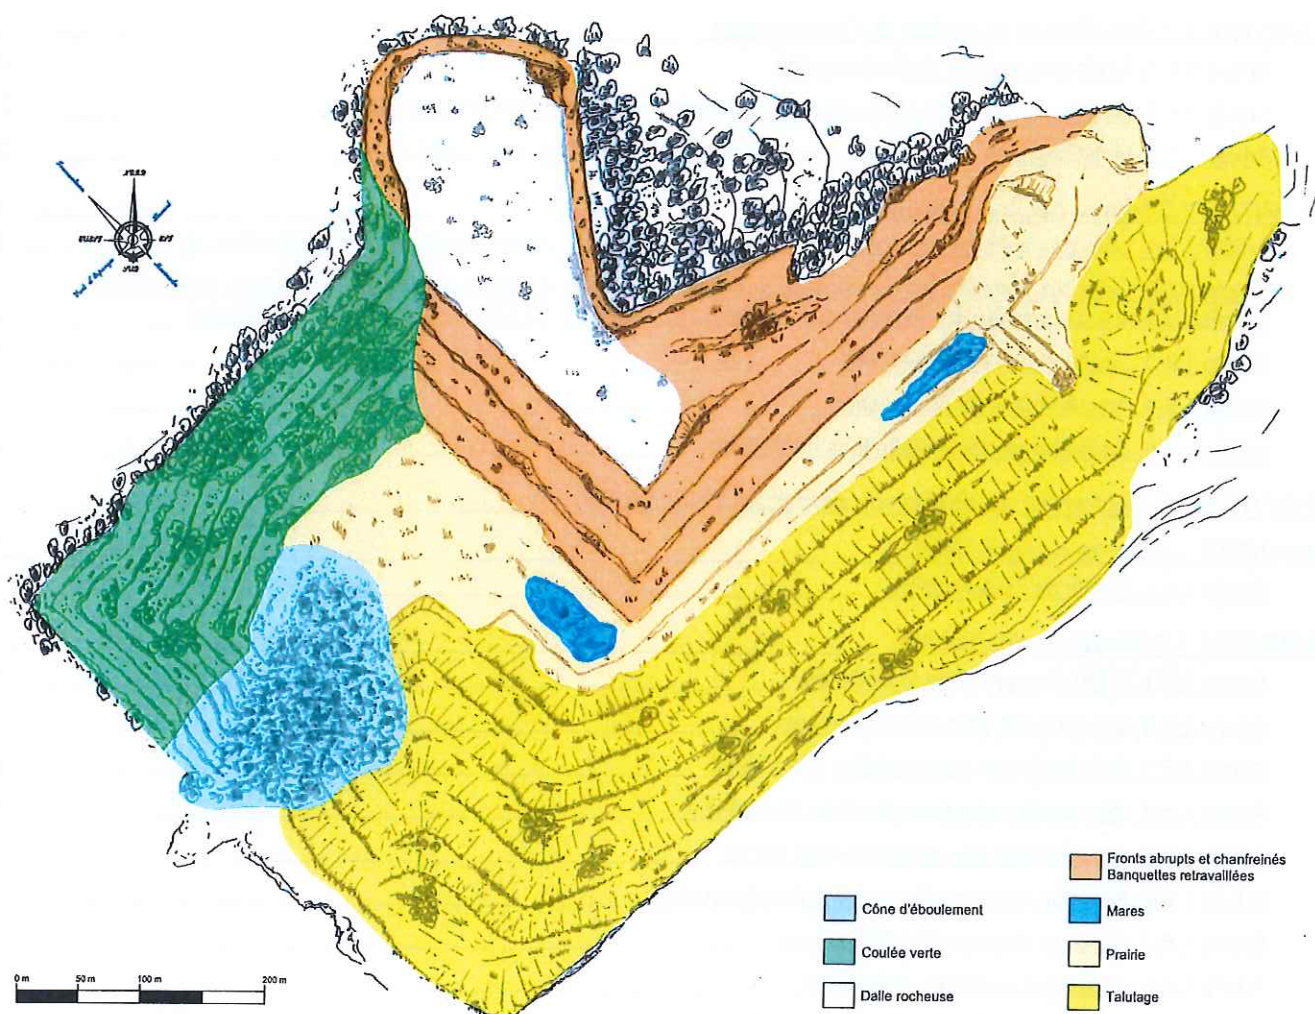 Fronts abrupts et chanfreinés
Banquettes retravaillées
Cône d'éboulement
Mares
Coulée verte
Prairie
Dalle rocheuse
Talutage
0 m
50 m
100 m
200 m